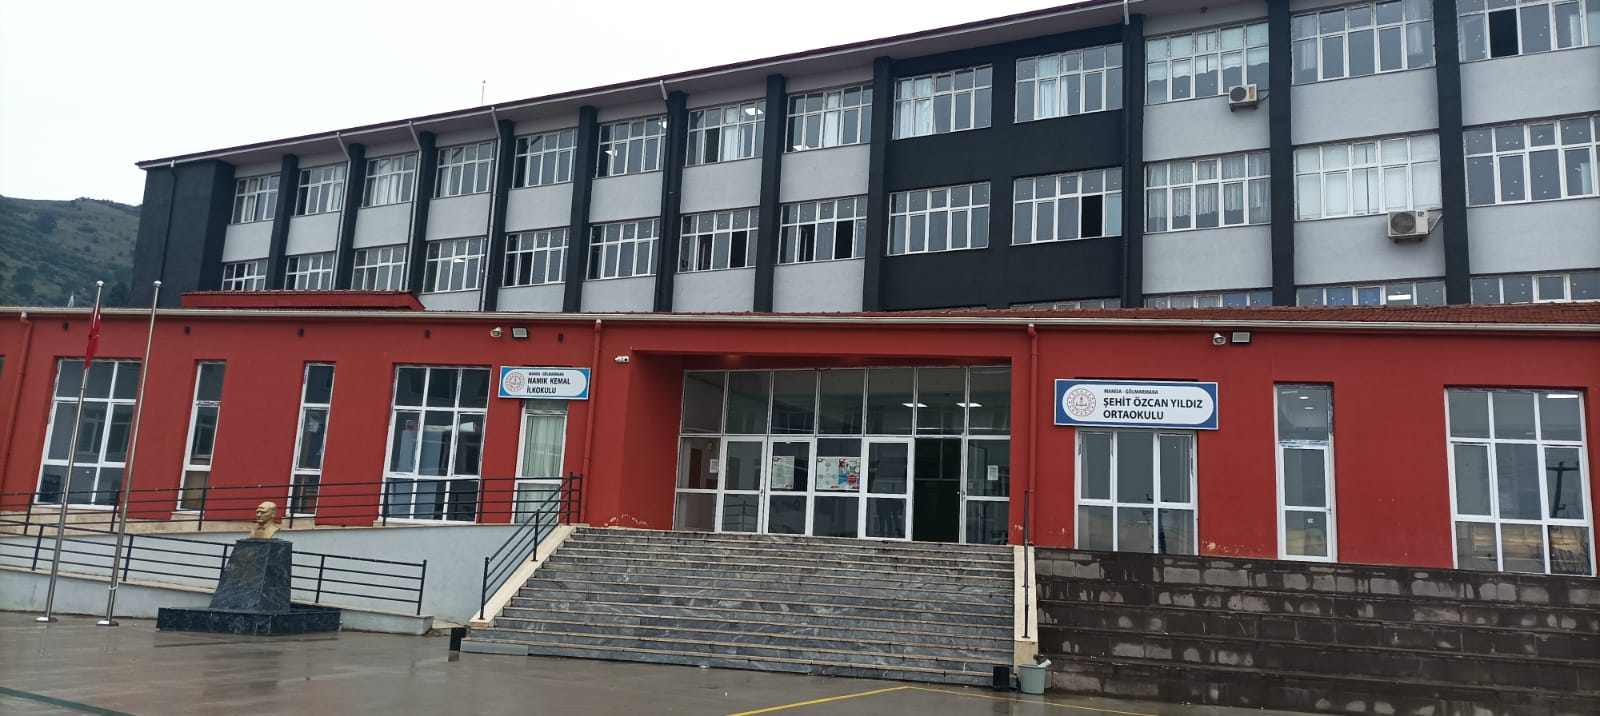 MANİSA - GÖLMARMARA
NAMIK KEMAL
İLKOKULU
MANİSA - GÖLMARMARA
ŞEHİT ÖZCAN YILDIZ
ORTAOKULU